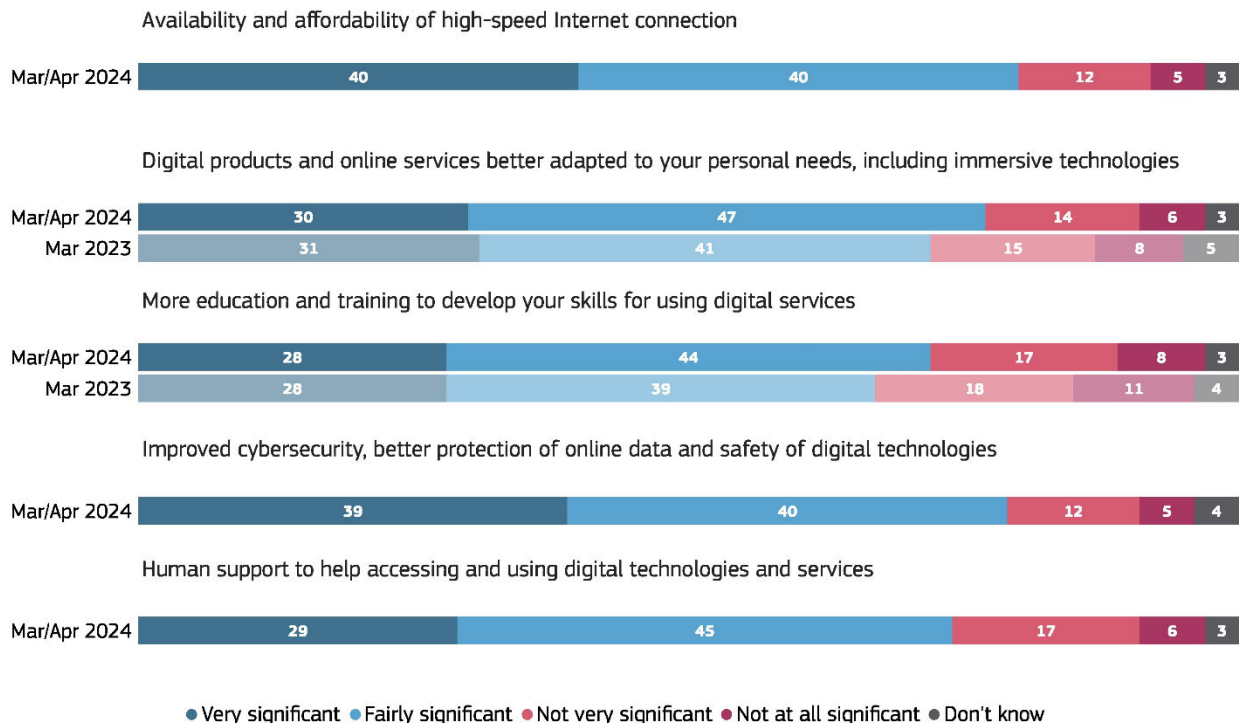 Availability and affordability of high-speed Internet connection
Mar/Apr 2024 40 40 12 5 3
Digital products and online services better adapted to your personal needs, including immersive technologies
Mar/Apr 2024 30 47 14 6 3
Mar 2023 31 41 15 8 5
More education and training to develop your skills for using digital services
Mar/Apr 2024 28 44 17 8 3
Mar 2023 28 39 18 11 4
Improved cybersecurity, better protection of online data and safety of digital technologies
Mar/Apr 2024 39 40 12 5 4
Human support to help accessing and using digital technologies and services
Mar/Apr 2024 29 45 17 6 3
Very significant Fairly significant Not very significant Not at all significant Don't know